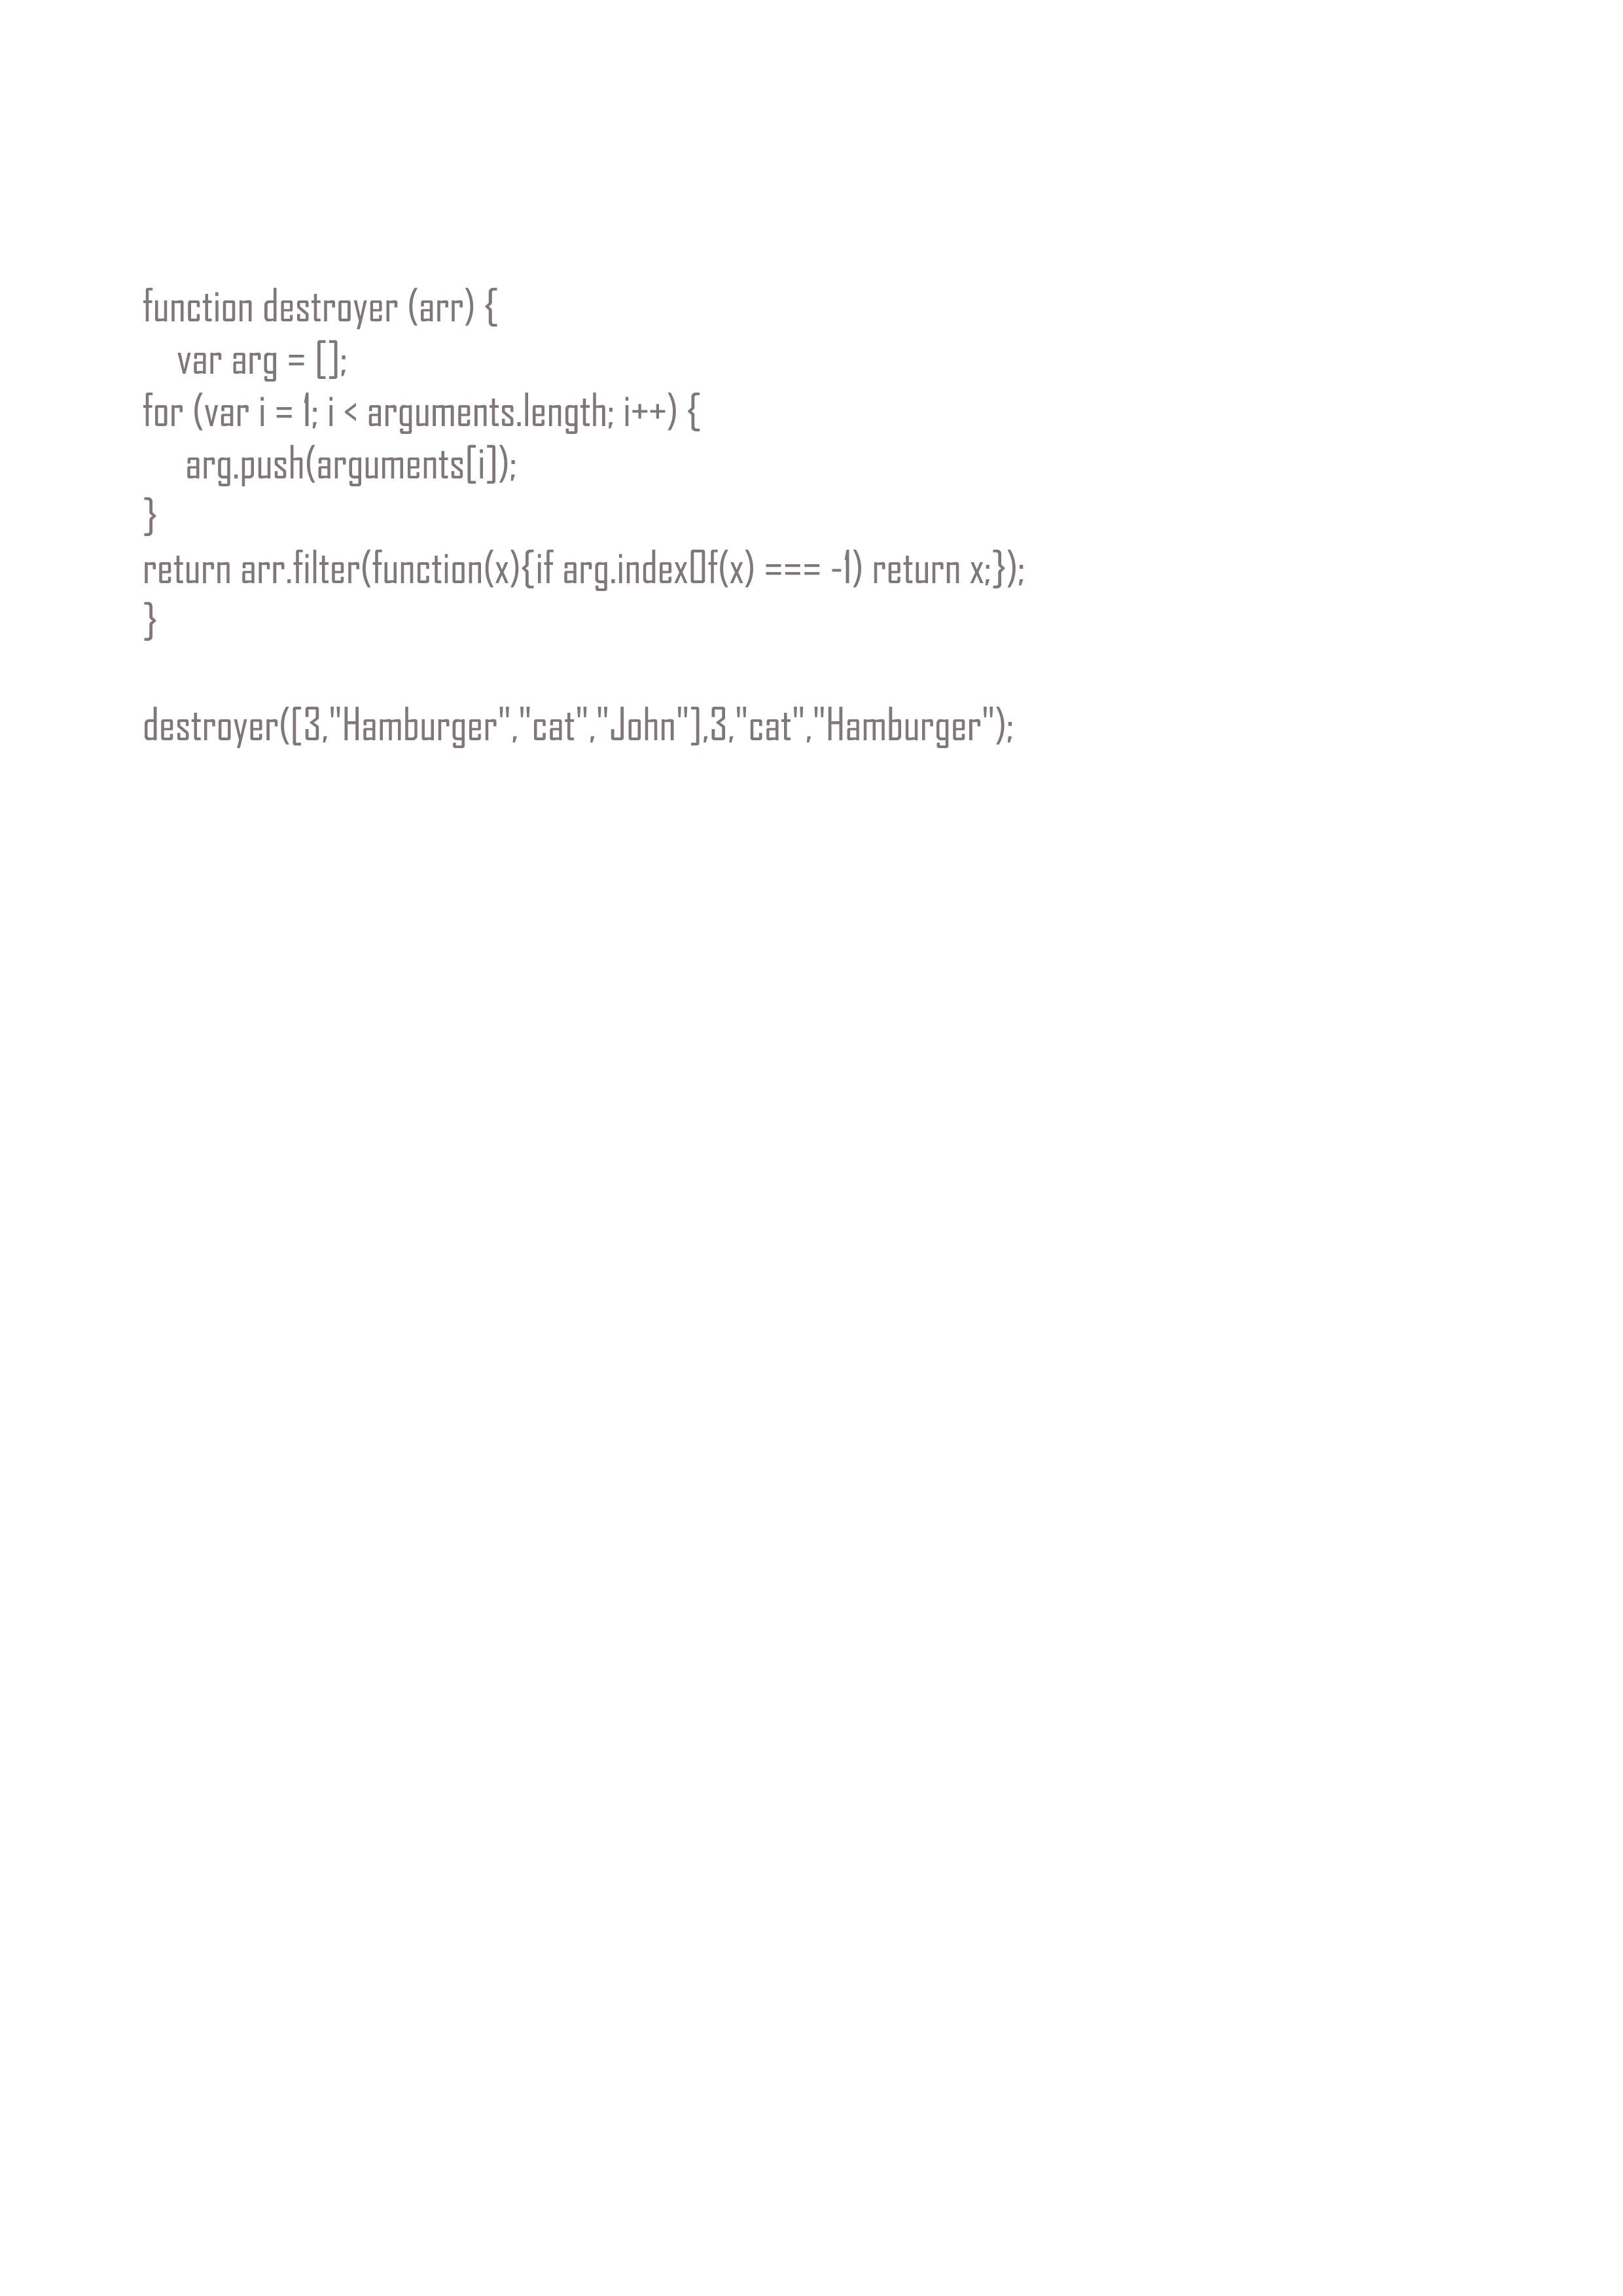 function destroyer (arr) {
var arg = [];
for (var i = 1; i < arguments.length; i++) {
arg.push(arguments[i]);
}
return arr.filter(function(x){if arg.indexOf(x) === -1) return x;});
}
destroyer([3,"Hamburger","cat","John"],3,"cat","Hamburger");